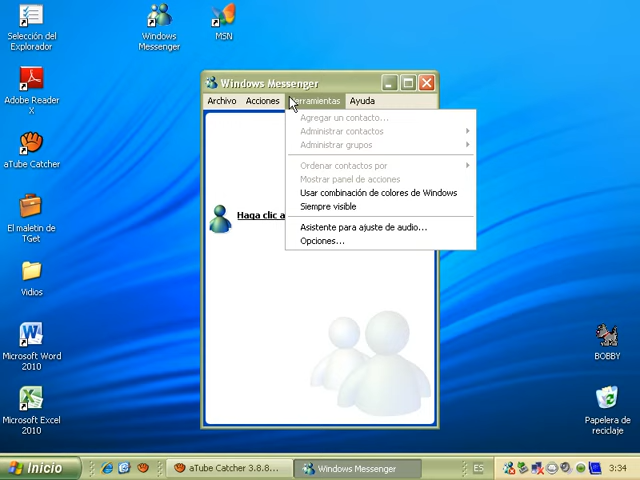 Selección del
Explorador
Windows
Messenger
MSN
Adobe Reader
X
aTube Catcher
El maletin de
TGet
Vidios
Microsoft Word
2010
Microsoft Excel
2010
Windows Messenger
Archivo Acciones Herramientas Ayuda
Agregar un contacto...
Administrar contactos
Administrar grupos
Ordenar contactos por
Mostrar panel de acciones
Usar combinación de colores de Windows
Siempre visible
Asistente para ajuste de audio...
Opciones...
Haga clic a
BOBBY
Papelera de
reciclaje
Inicio
aTube Catcher 3.8.8...
Windows Messenger
ES
3:34